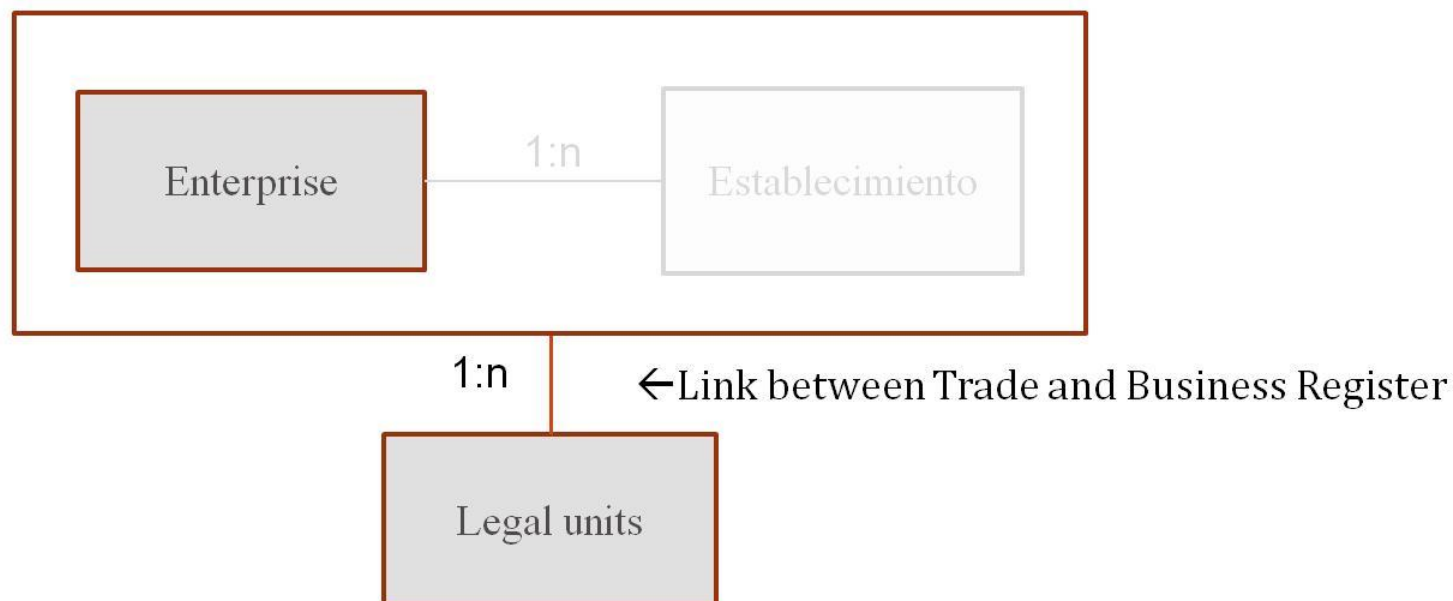 Enterprise
1:n
Establecimiento
1:n
←Link between Trade and Business Register
Legal units